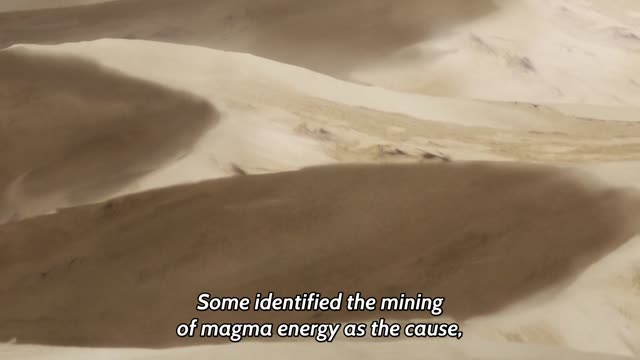 Some identified the mining
of magma energy as the cause,